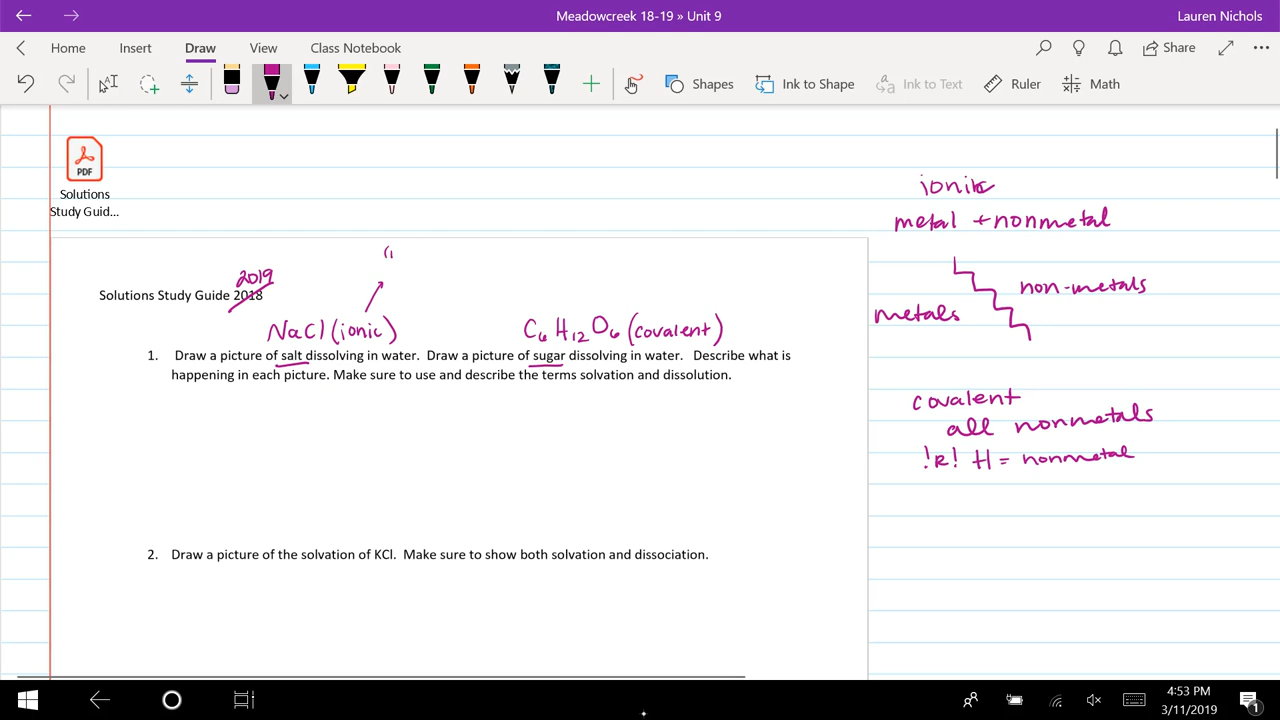 Meadowcreek 18-19 » Unit 9
Lauren Nichols
Home Insert Draw View Class Notebook Share
Shapes Ink to Shape Ink to Text Ruler Math
PDF
Solutions
Study Guid...
ionic
metal + nonmetal
non-metals
metals
covalent
all nonmetals
!R! H = nonmetal
2019
Solutions Study Guide 2018
NaCl (ionic) C6H12O6 (covalent)
1. Draw a picture of salt dissolving in water. Draw a picture of sugar dissolving in water. Describe what is
happening in each picture. Make sure to use and describe the terms solvation and dissolution.
2. Draw a picture of the solvation of KCl. Make sure to show both solvation and dissociation.
4:53 PM
3/11/2019
1